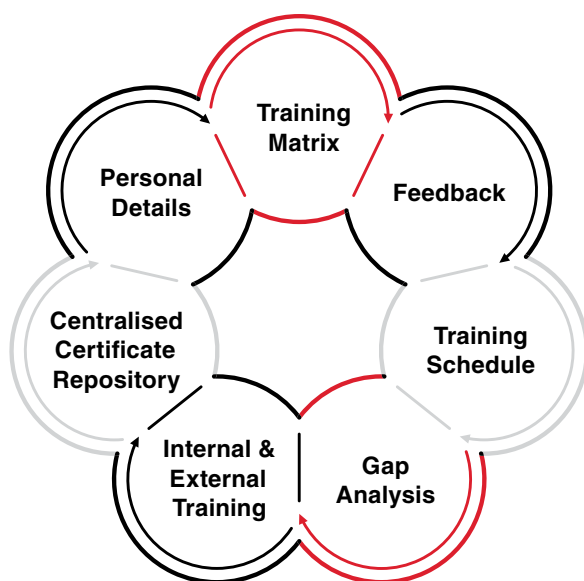 Training
Matrix
Feedback
Training
Schedule
Gap
Analysis
Internal &
External
Training
Centralised
Certificate
Repository
Personal
Details